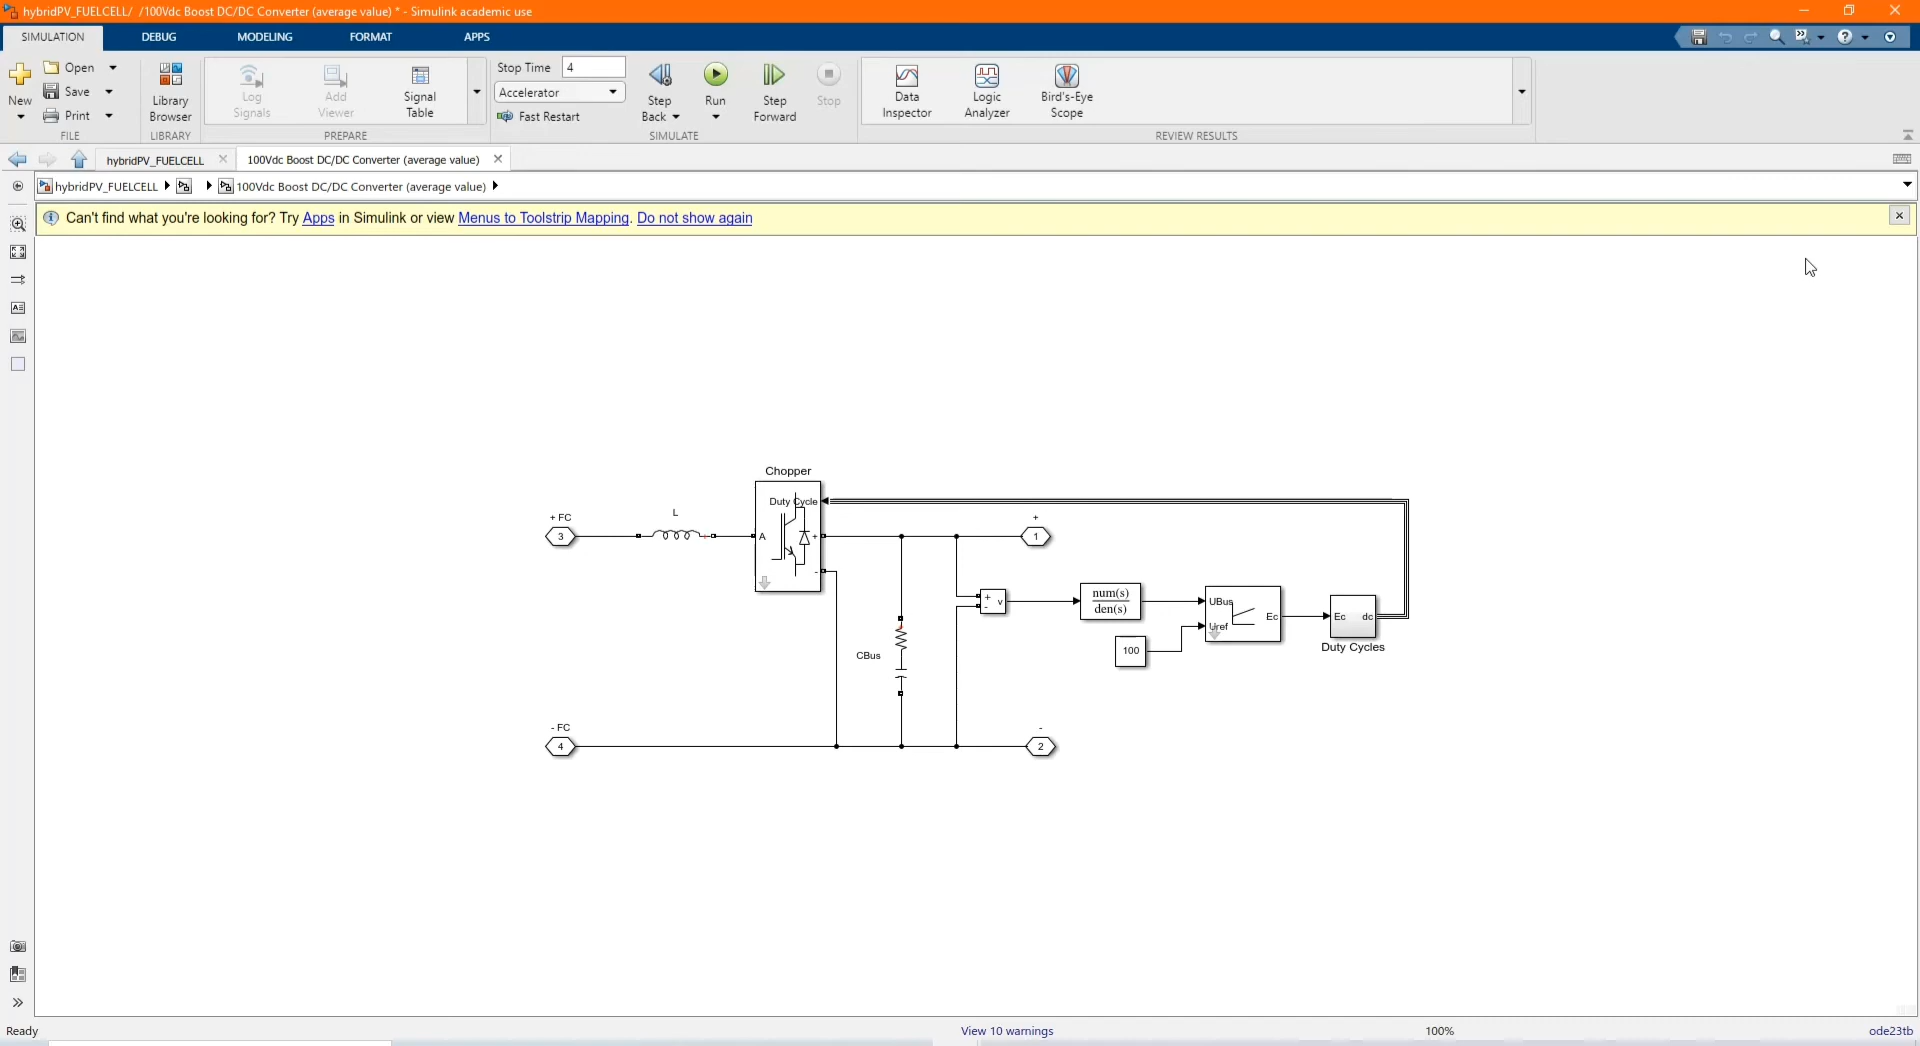 hybridPV_FUELCELL/ /100Vdc Boost DC/DC Converter (average value) * - Simulink academic use
SIMULATION DEBUG MODELING FORMAT APPS
New
Open
Save
Print
FILE
Library
Browser
LIBRARY
Log
Signals
Add
Viewer
Signal
Table
PREPARE
Stop Time 4
Accelerator
Fast Restart
Step
Back
Run
Step
Forward
Stop
SIMULATE
Data
Inspector
Logic
Analyzer
Bird's-Eye
Scope
REVIEW RESULTS
hybridPV_FUELCELL
100Vdc Boost DC/DC Converter (average value)
hybridPV_FUELCELL 100Vdc Boost DC/DC Converter (average value)
Can't find what you're looking for? Try Apps in Simulink or view Menus to Toolstrip Mapping. Do not show again
Chopper
Duty Cycle
+ FC
3
L
A
+
-
+
1
+
-
v
num(s)
den(s)
UBus
Uref
Ec
Ec dc
Duty Cycles
100
CBus
- FC
4
-
2
Ready
View 10 warnings
100%
ode23tb